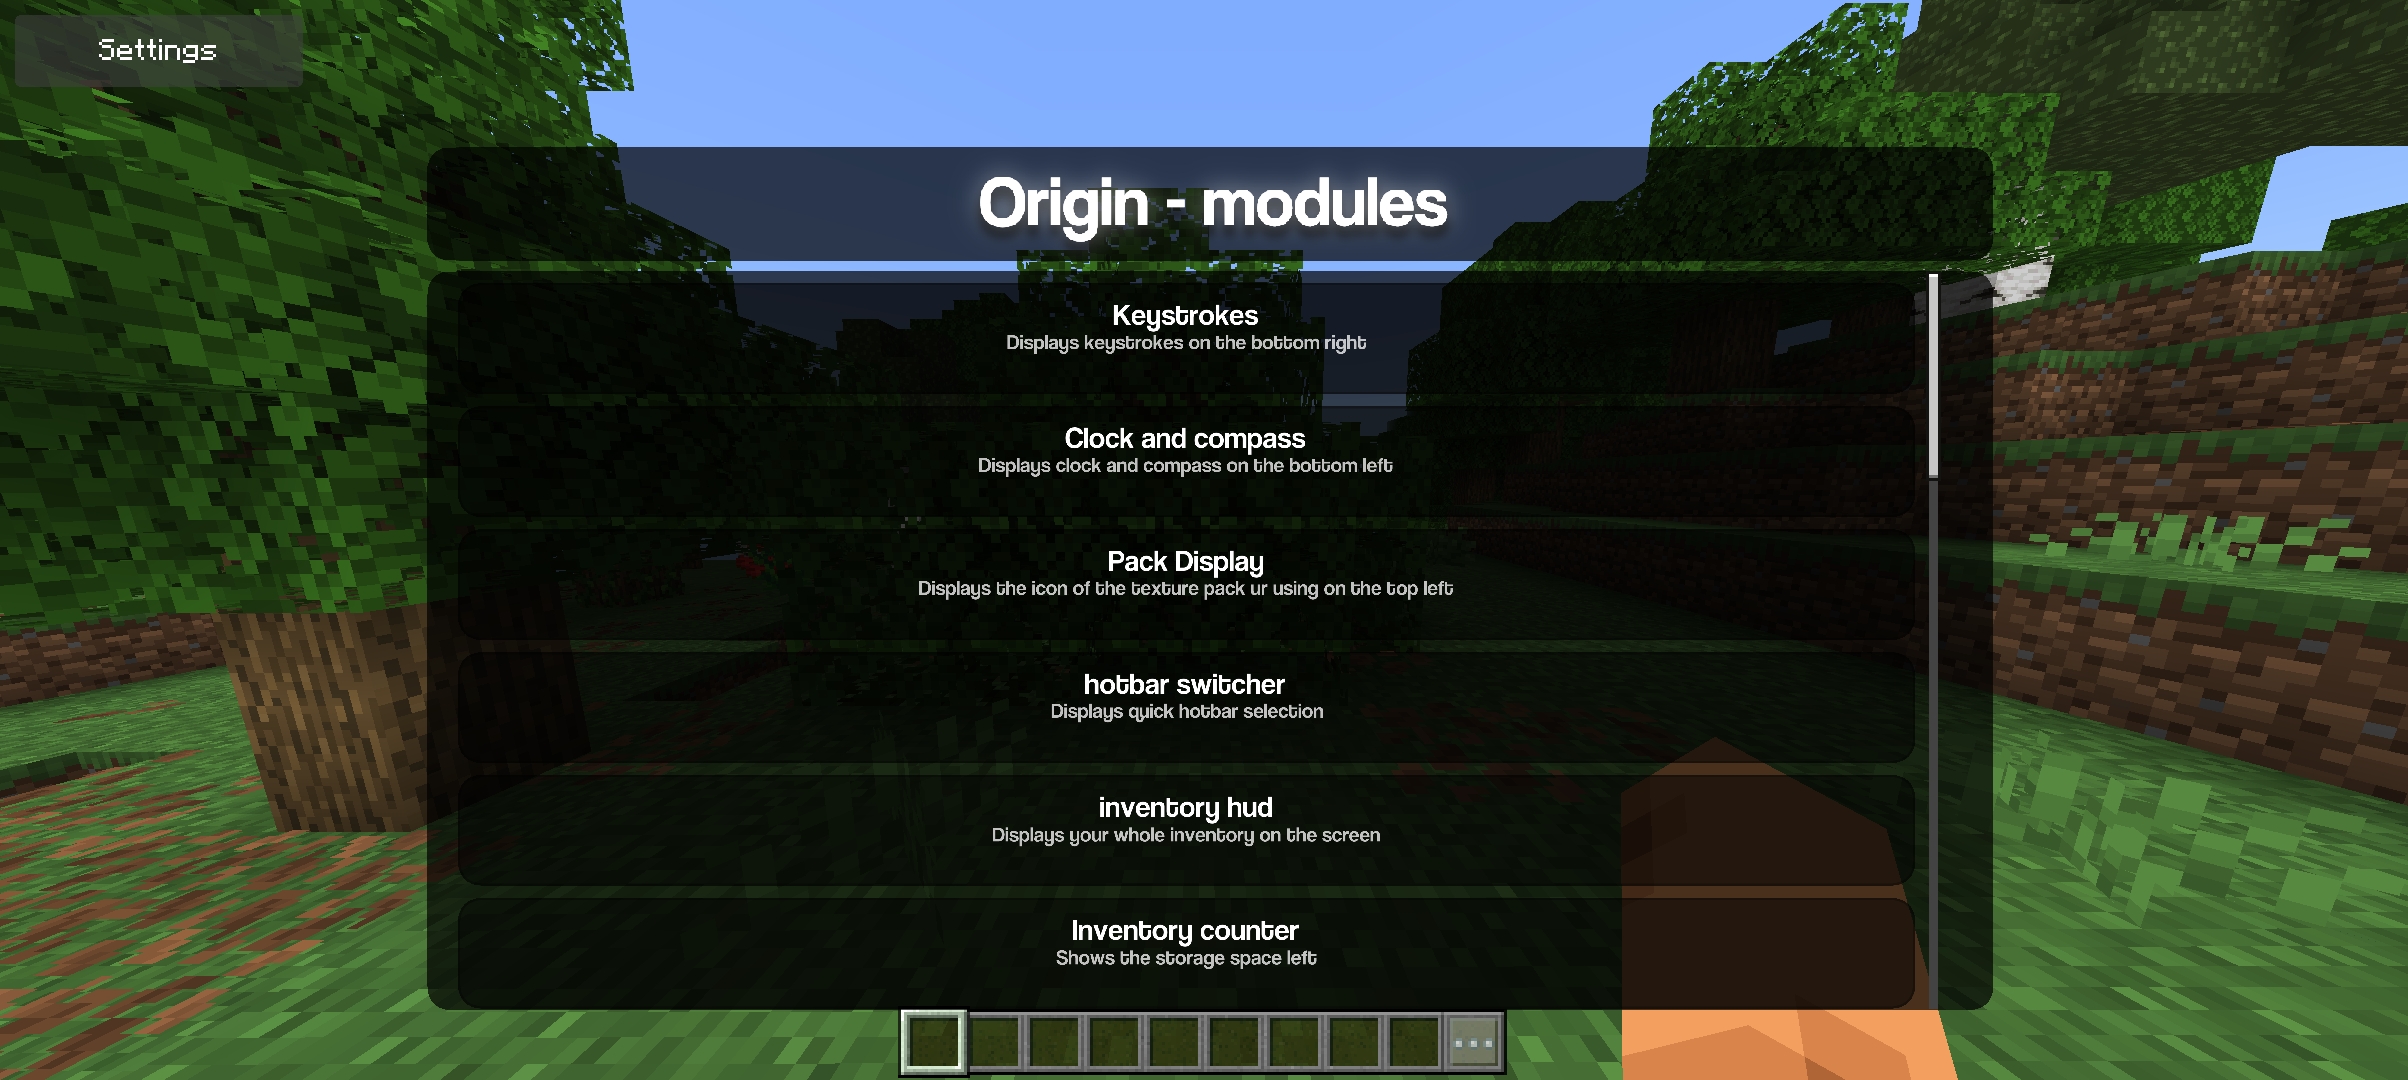 Settings
Origin - modules
Keystrokes
Displays keystrokes on the bottom right
Clock and compass
Displays clock and compass on the bottom left
Pack Display
Displays the icon of the texture pack ur using on the top left
hotbar switcher
Displays quick hotbar selection
inventory hud
Displays your whole inventory on the screen
Inventory counter
Shows the storage space left